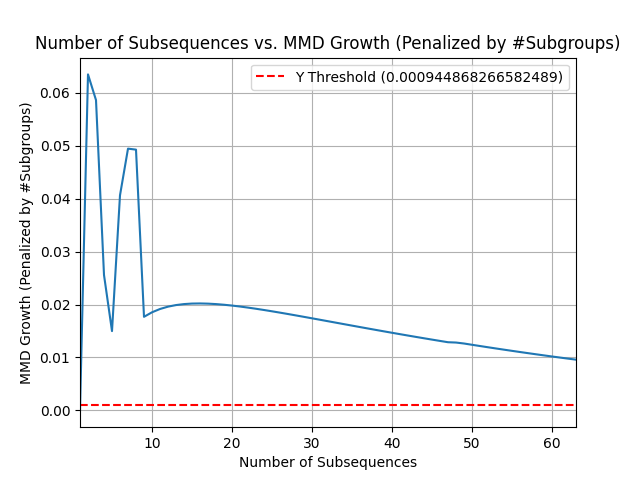 Number of Subsequences vs. MMD Growth (Penalized by #Subgroups)
Y Threshold (0.000944868266582489)
MMD Growth (Penalized by #Subgroups)
0.06
0.05
0.04
0.03
0.02
0.01
0.00
10 20 30 40 50 60
Number of Subsequences